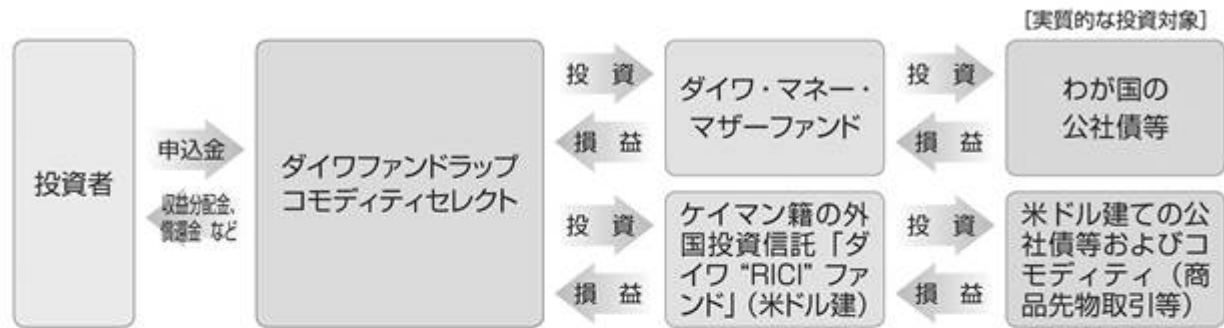 [実質的な投資対象]
投資者
申込金
収益分配金、
償還金 など
ダイワファンドラップ
コモディティセレクト
投 資
損 益
ダイワ・マネー・
マザーファンド
投 資
損 益
わが国の
公社債等
投 資
損 益
ケイマン籍の外
国投資信託「ダ
イワ “RICI” ファ
ンド」（米ドル建）
投 資
損 益
米ドル建ての公
社債等およびコ
モディティ（商
品先物取引等）